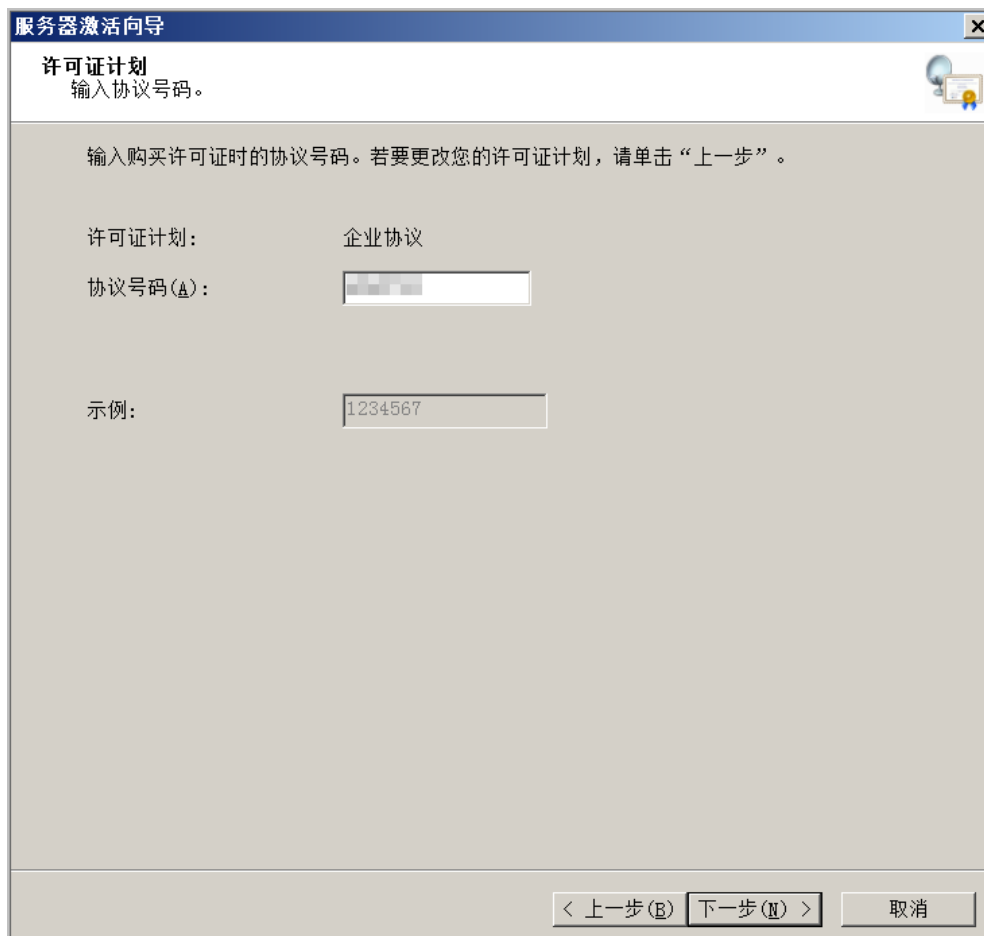 服务器激活向导
许可证计划
输入协议号码。
输入购买许可证时的协议号码。若要更改您的许可证计划，请单击“上一步”。
许可证计划: 企业协议
协议号码(A):
示例: 1234567
< 上一步(B) 下一步(N) > 取消